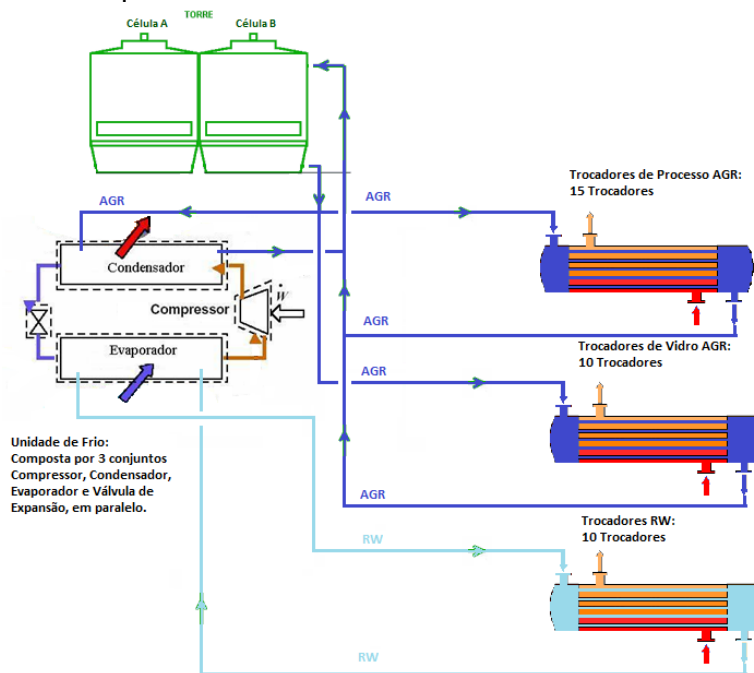 TORRE
Célula A
Célula B
Trocadores de Processo AGR:
15 Trocadores
AGR
AGR
Condensador
Compressor
AGR
Trocadores de Vidro AGR:
10 Trocadores
Evaporador
AGR
Unidade de Frio:
Composta por 3 conjuntos
Compressor, Condensador,
Evaporador e Válvula de
Expansão, em paralelo.
AGR
Trocadores RW:
10 Trocadores
RW
RW